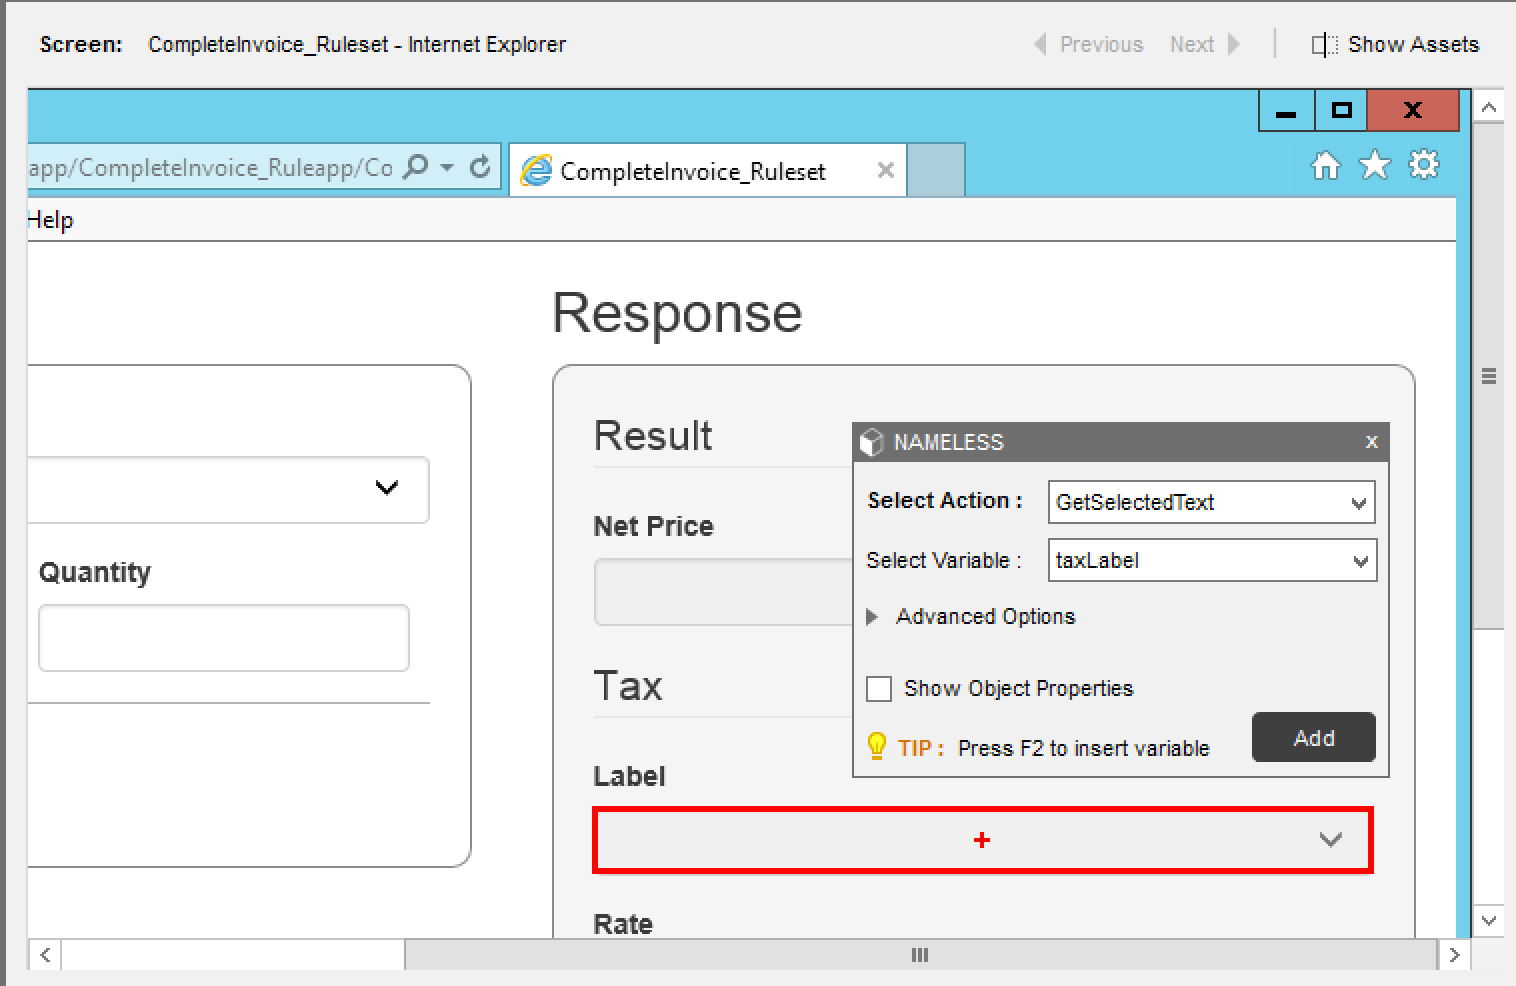 Screen: CompleteInvoice_Ruleset - Internet Explorer
Previous Next Show Assets
app/CompleteInvoice_Ruleapp/Co
CompleteInvoice_Ruleset
Help
Response
Result
NAMELESS x
Select Action : GetSelectedText
Net Price
Select Variable : taxLabel
Quantity
Advanced Options
Tax
Show Object Properties
TIP : Press F2 to insert variable
Add
Label
Rate